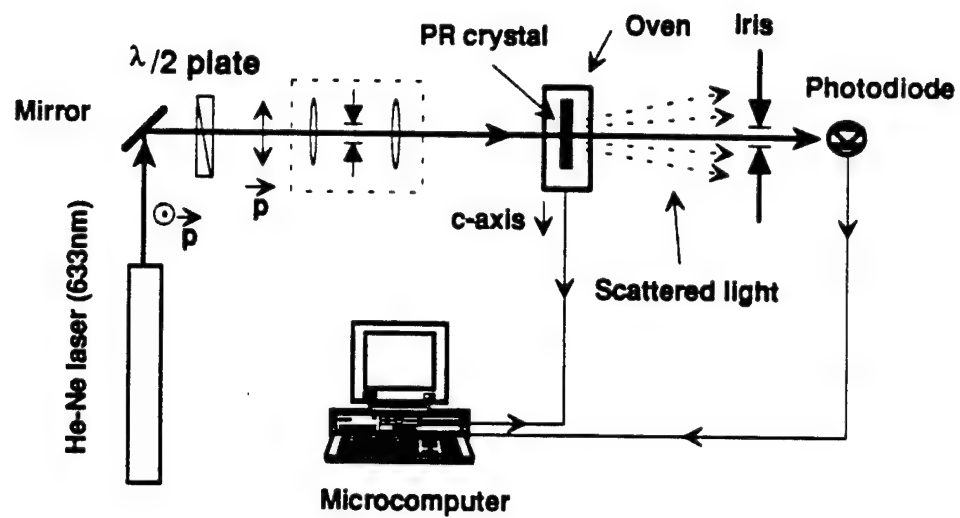 PR crystal
Oven
Iris
λ/2 plate
Photodiode
Mirror
p
c-axis
p
He-Ne laser (633nm)
Scattered light
Microcomputer